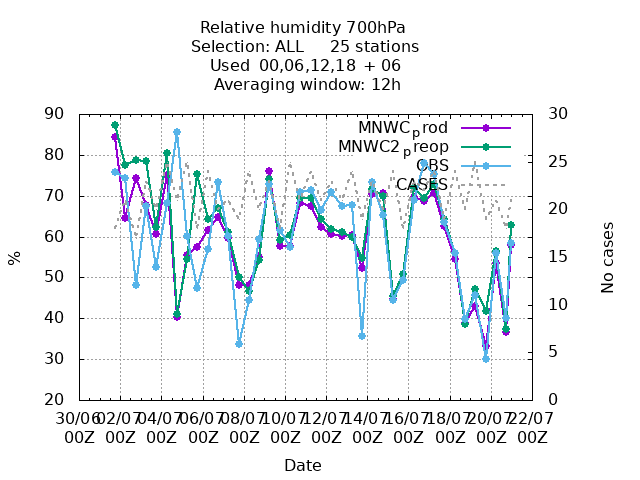 Relative humidity 700hPa
Selection: ALL 25 stations
Used 00,06,12,18 + 06
Averaging window: 12h
90 30
MNWCprod
MNWC2preop
80 25
OBS
CASES
70 20
60 15
% No cases
50 10
40 5
30
20 0
30/06 02/07 04/07 06/07 08/07 10/07 12/07 14/07 16/07 18/07 20/07 22/07
00Z 00Z 00Z 00Z 00Z 00Z 00Z 00Z 00Z 00Z 00Z 00Z
Date